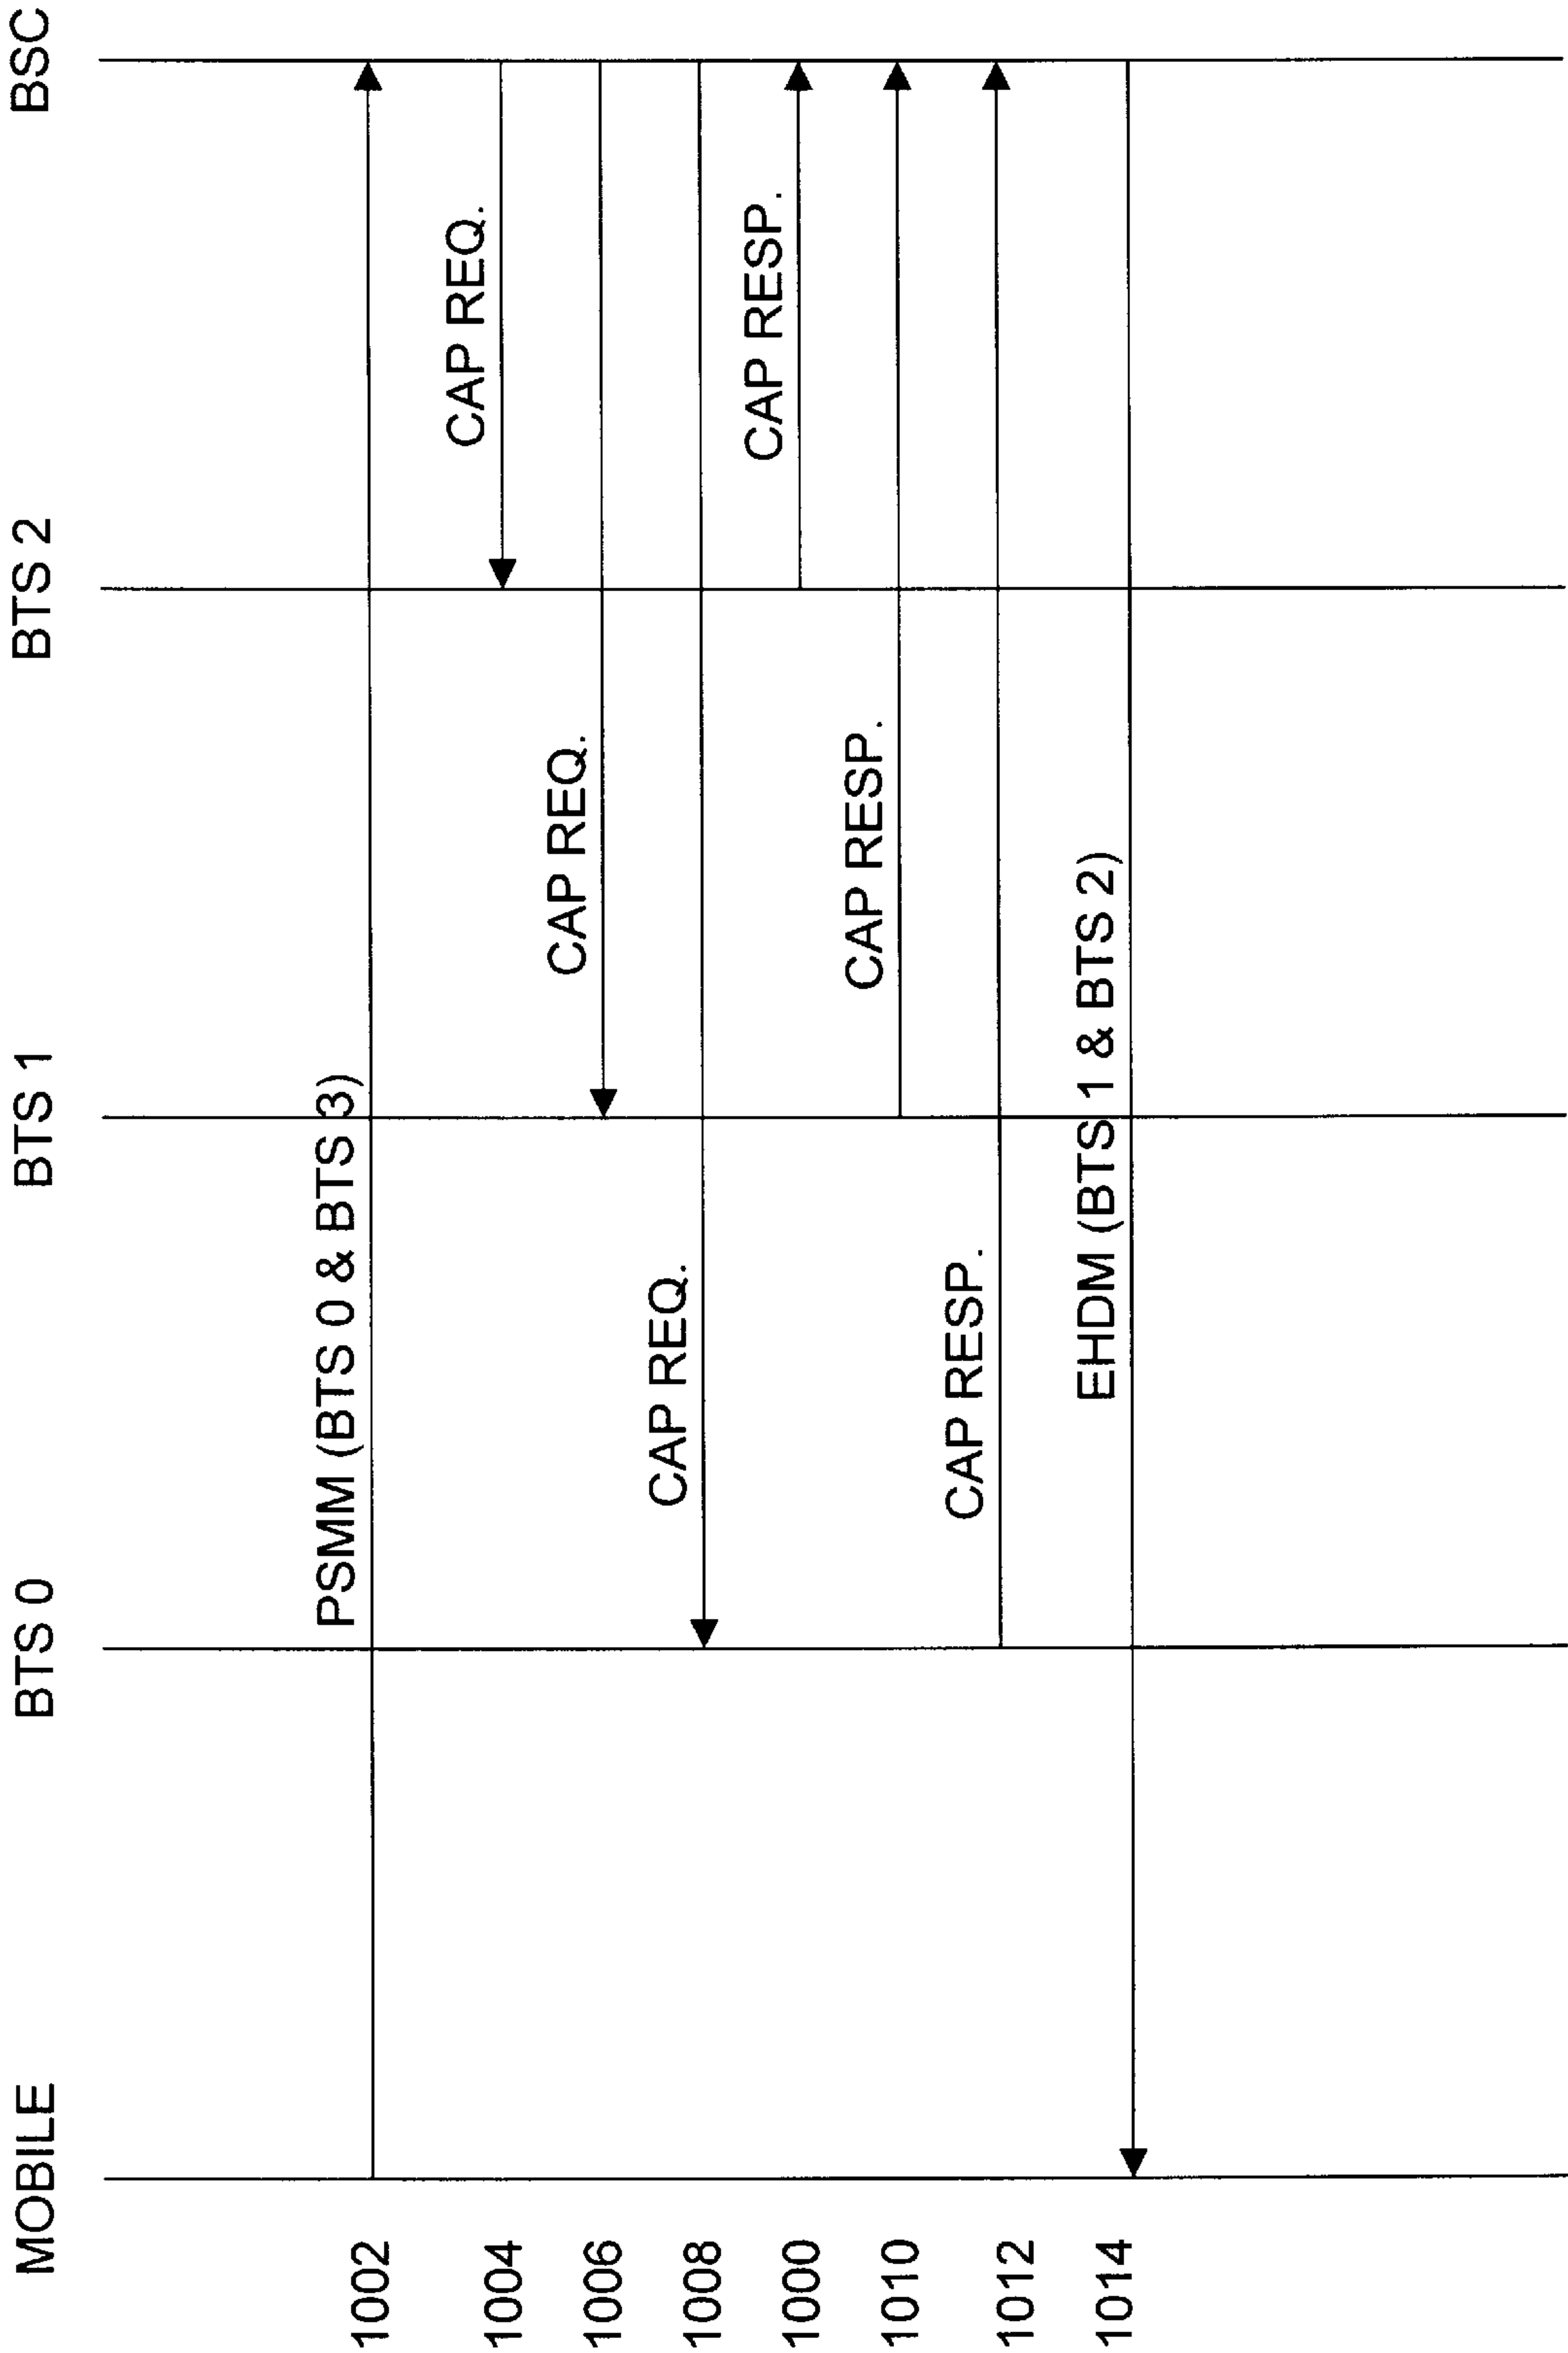 MOBILE
BTS 0
BTS 1
BTS 2
BSC
1002
PSMM (BTS 0 & BTS 3)
1004
CAP REQ.
1006
CAP REQ.
1008
CAP REQ.
1000
CAP RESP.
1010
CAP RESP.
1012
CAP RESP.
1014
EHDM (BTS 1 & BTS 2)